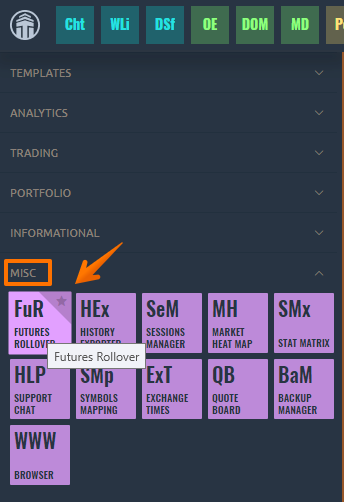 Cht WLi DSf OE DOM MD
TEMPLATES
ANALYTICS
TRADING
PORTFOLIO
INFORMATIONAL
MISC
FuR HEx SeM MH SMx
FUTURES ROLLOVER HISTORY SESSIONS MANAGER MARKET HEAT MAP STAT MATRIX
Futures Rollover
HLP SMp ExT QB BaM
SUPPORT CHAT SYMBOLS MAPPING EXCHANGE TIMES QUOTE BOARD BACKUP MANAGER
WWW
BROWSER